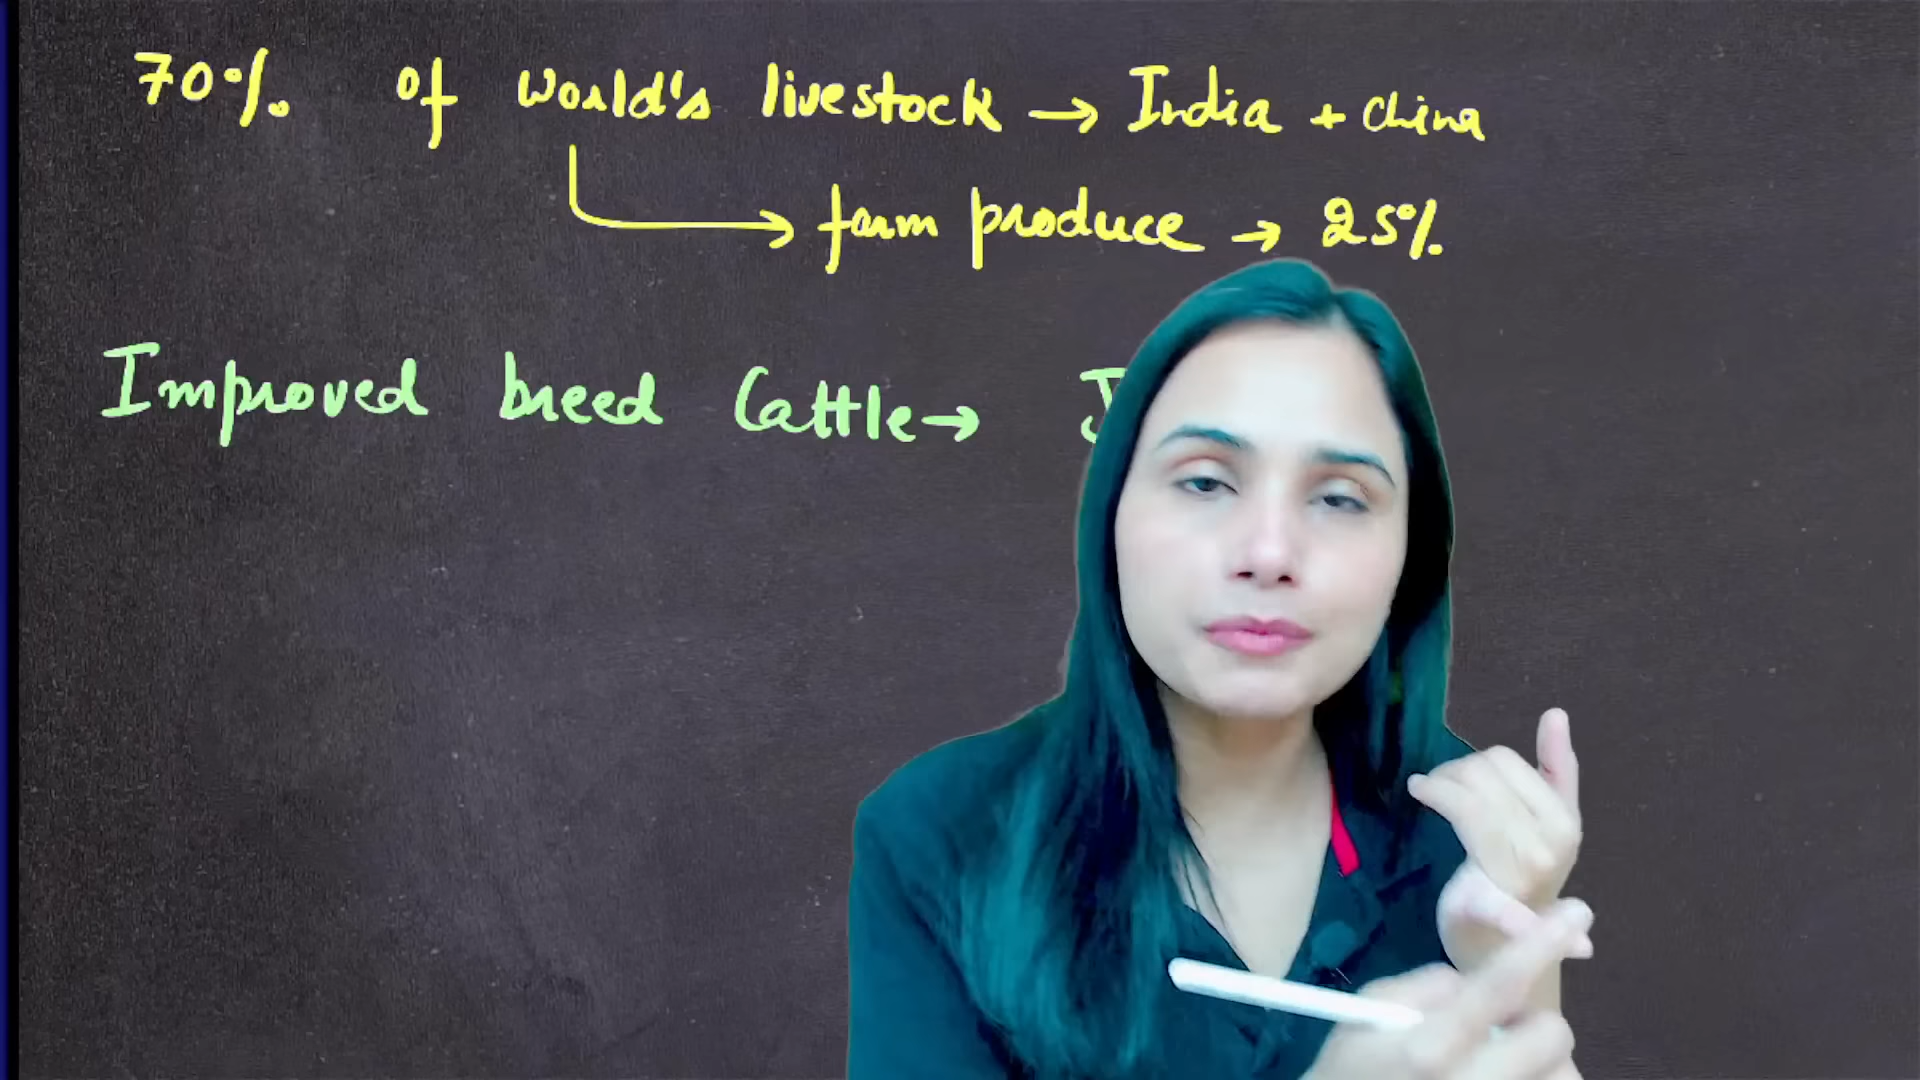 70% of world's livestock → India + China
farm produce → 25%
Improved breed Cattle →